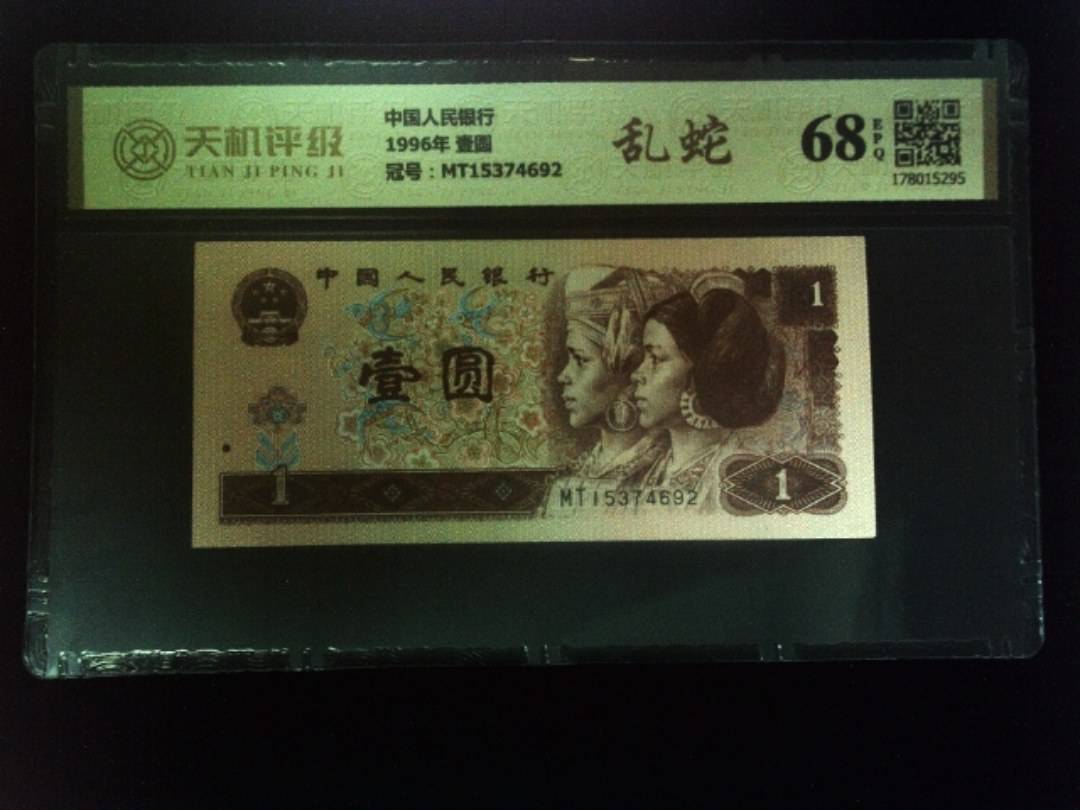 天机评级
TIAN JI PING JI
中国人民银行
1996年 壹圆
冠号：MT15374692
乱蛇
68
EPQ
178015295
中国人民银行
1
壹圆
1
MT15374692
1